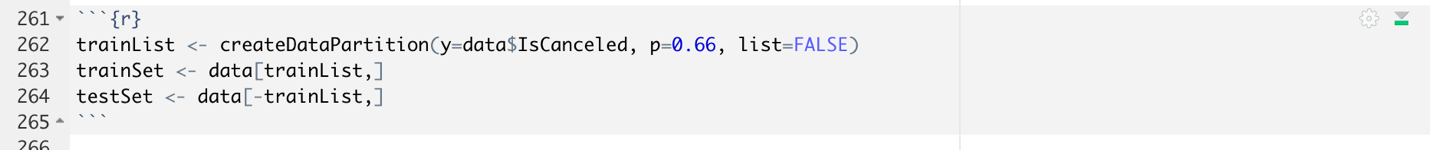 261 ```{r}
262 trainList <- createDataPartition(y=data$IsCanceled, p=0.66, list=FALSE)
263 trainSet <- data[trainList,]
264 testSet <- data[-trainList,]
265 ```
266